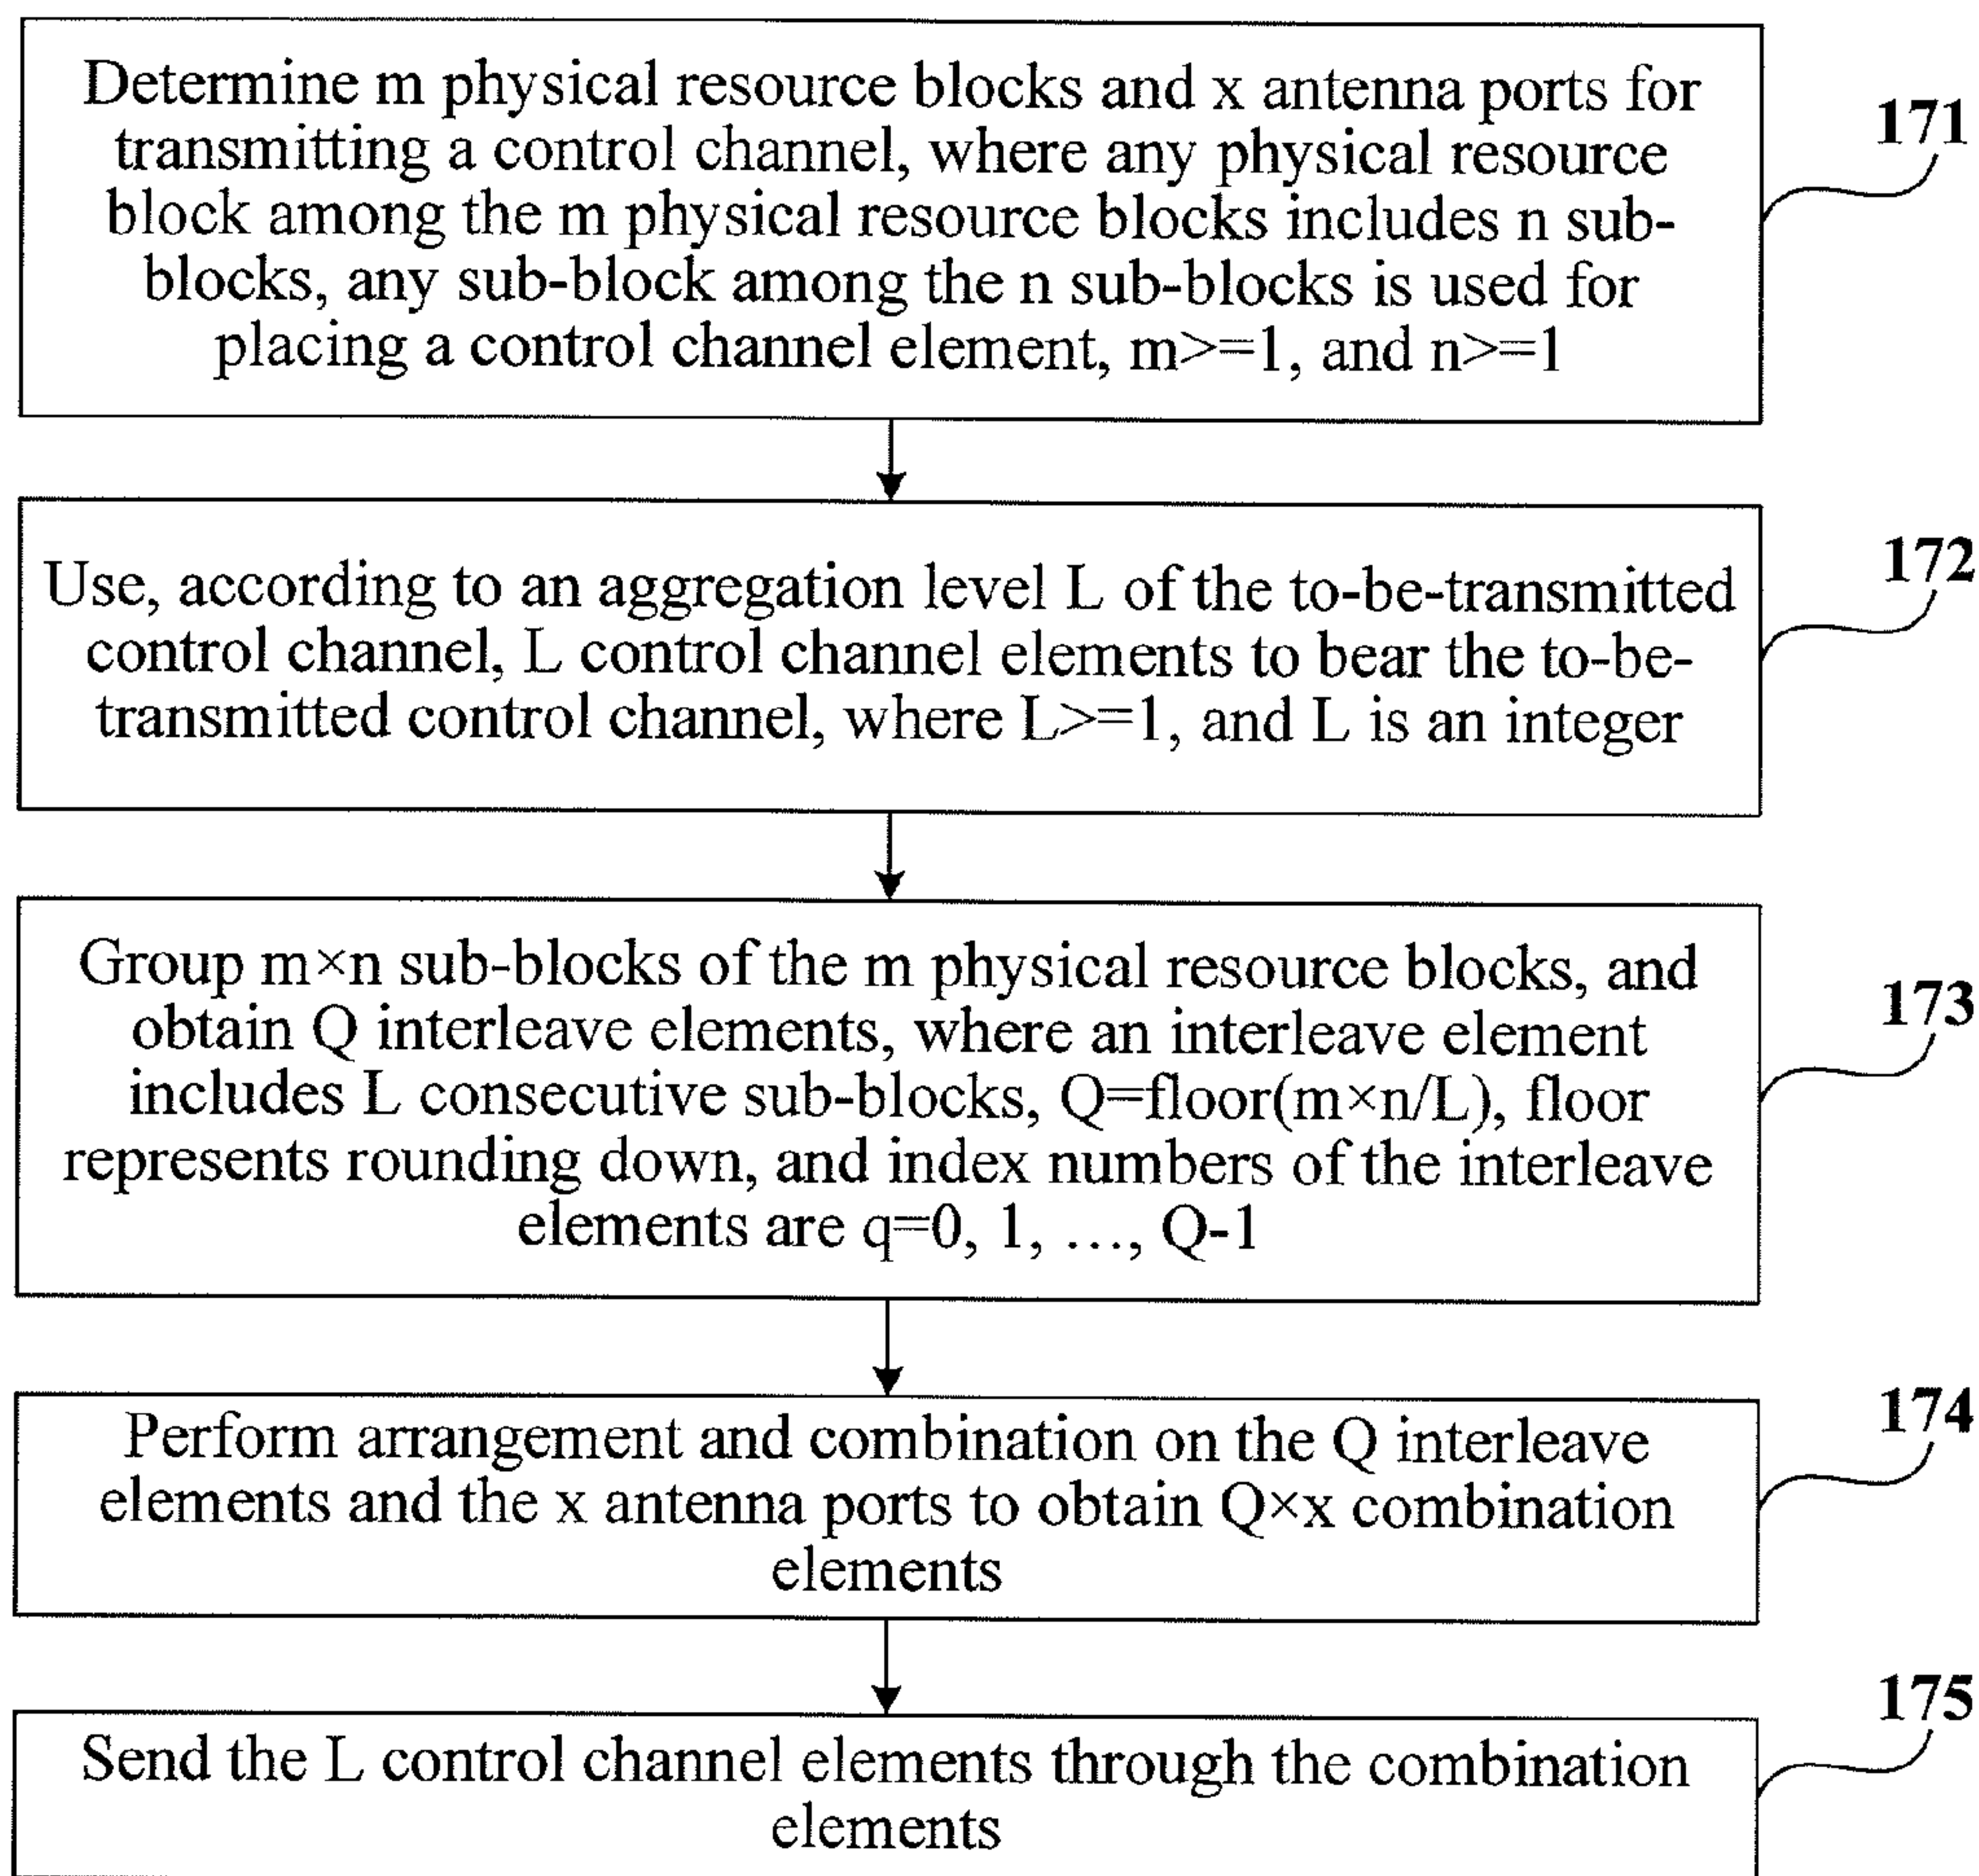 Determine m physical resource blocks and x antenna ports for
transmitting a control channel, where any physical resource
block among the m physical resource blocks includes n sub-
blocks, any sub-block among the n sub-blocks is used for
placing a control channel element, m>=1, and n>=1
171
Use, according to an aggregation level L of the to-be-transmitted
control channel, L control channel elements to bear the to-be-
transmitted control channel, where L>=1, and L is an integer
172
Group m×n sub-blocks of the m physical resource blocks, and
obtain Q interleave elements, where an interleave element
includes L consecutive sub-blocks, Q=floor(m×n/L), floor
represents rounding down, and index numbers of the interleave
elements are q=0, 1, …, Q-1
173
Perform arrangement and combination on the Q interleave
elements and the x antenna ports to obtain Q×x combination
elements
174
Send the L control channel elements through the combination
elements
175